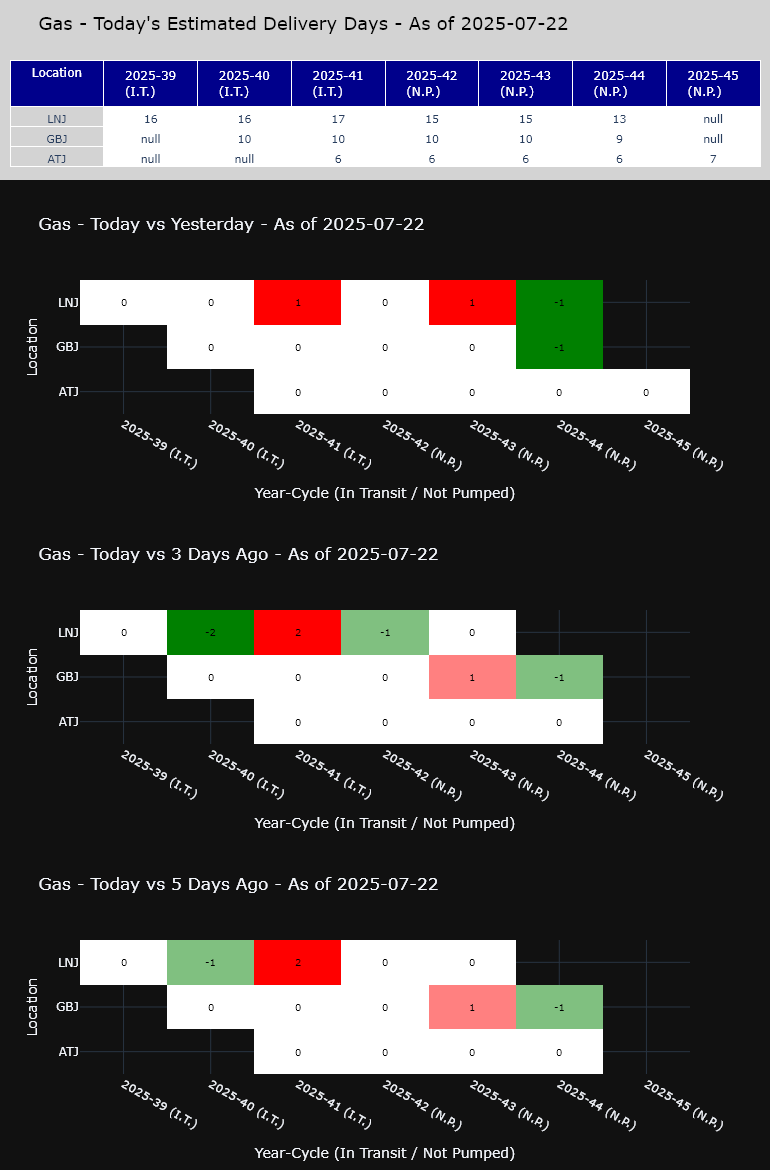 Gas - Today's Estimated Delivery Days - As of 2025-07-22
Location 2025-39 (I.T.) 2025-40 (I.T.) 2025-41 (I.T.) 2025-42 (N.P.) 2025-43 (N.P.) 2025-44 (N.P.) 2025-45 (N.P.)
LNJ 16 16 17 15 15 13 null
GBJ null 10 10 10 10 9 null
ATJ null null 6 6 6 6 7
Gas - Today vs Yesterday - As of 2025-07-22
Location
LNJ 0 0 1 0 1 -1
GBJ 0 0 0 0 -1
ATJ 0 0 0 0 0
2025-39 (I.T.) 2025-40 (I.T.) 2025-41 (I.T.) 2025-42 (N.P.) 2025-43 (N.P.) 2025-44 (N.P.) 2025-45 (N.P.)
Year-Cycle (In Transit / Not Pumped)
Gas - Today vs 3 Days Ago - As of 2025-07-22
Location
LNJ 0 -2 2 -1 0
GBJ 0 0 0 1 -1
ATJ 0 0 0 0
2025-39 (I.T.) 2025-40 (I.T.) 2025-41 (I.T.) 2025-42 (N.P.) 2025-43 (N.P.) 2025-44 (N.P.) 2025-45 (N.P.)
Year-Cycle (In Transit / Not Pumped)
Gas - Today vs 5 Days Ago - As of 2025-07-22
Location
LNJ 0 -1 2 0 0
GBJ 0 0 0 1 -1
ATJ 0 0 0 0
2025-39 (I.T.) 2025-40 (I.T.) 2025-41 (I.T.) 2025-42 (N.P.) 2025-43 (N.P.) 2025-44 (N.P.) 2025-45 (N.P.)
Year-Cycle (In Transit / Not Pumped)